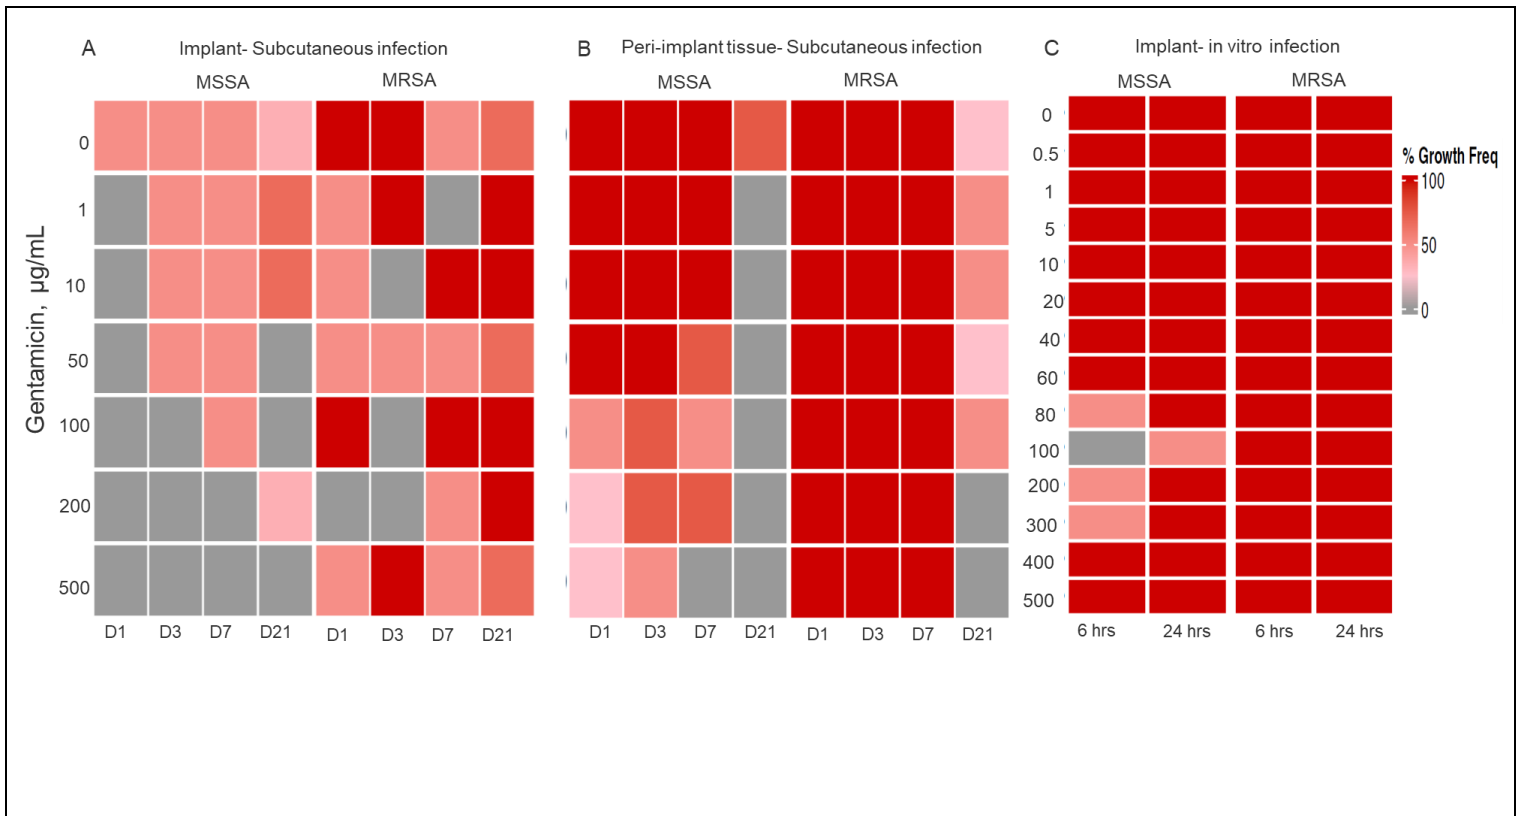 A Implant- Subcutaneous infection
MSSA MRSA
Gentamicin, µg/mL
0
1
10
50
100
200
500
D1 D3 D7 D21 D1 D3 D7 D21
B Peri-implant tissue- Subcutaneous infection
MSSA MRSA
D1 D3 D7 D21 D1 D3 D7 D21
C Implant- in vitro infection
MSSA MRSA
0
0.5
1
5
10
20
40
60
80
100
200
300
400
500
6 hrs 24 hrs 6 hrs 24 hrs
% Growth Freq
100
50
0